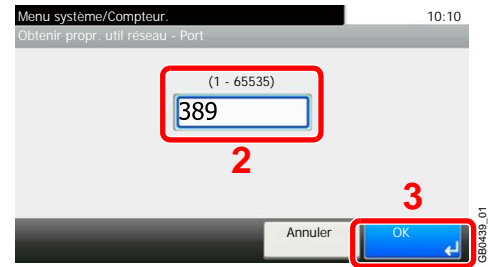 Menu système/Compteur. 10:10
Obtenir propr. util réseau - Port
(1 - 65535)
389
2
3
Annuler OK
GB0439_01